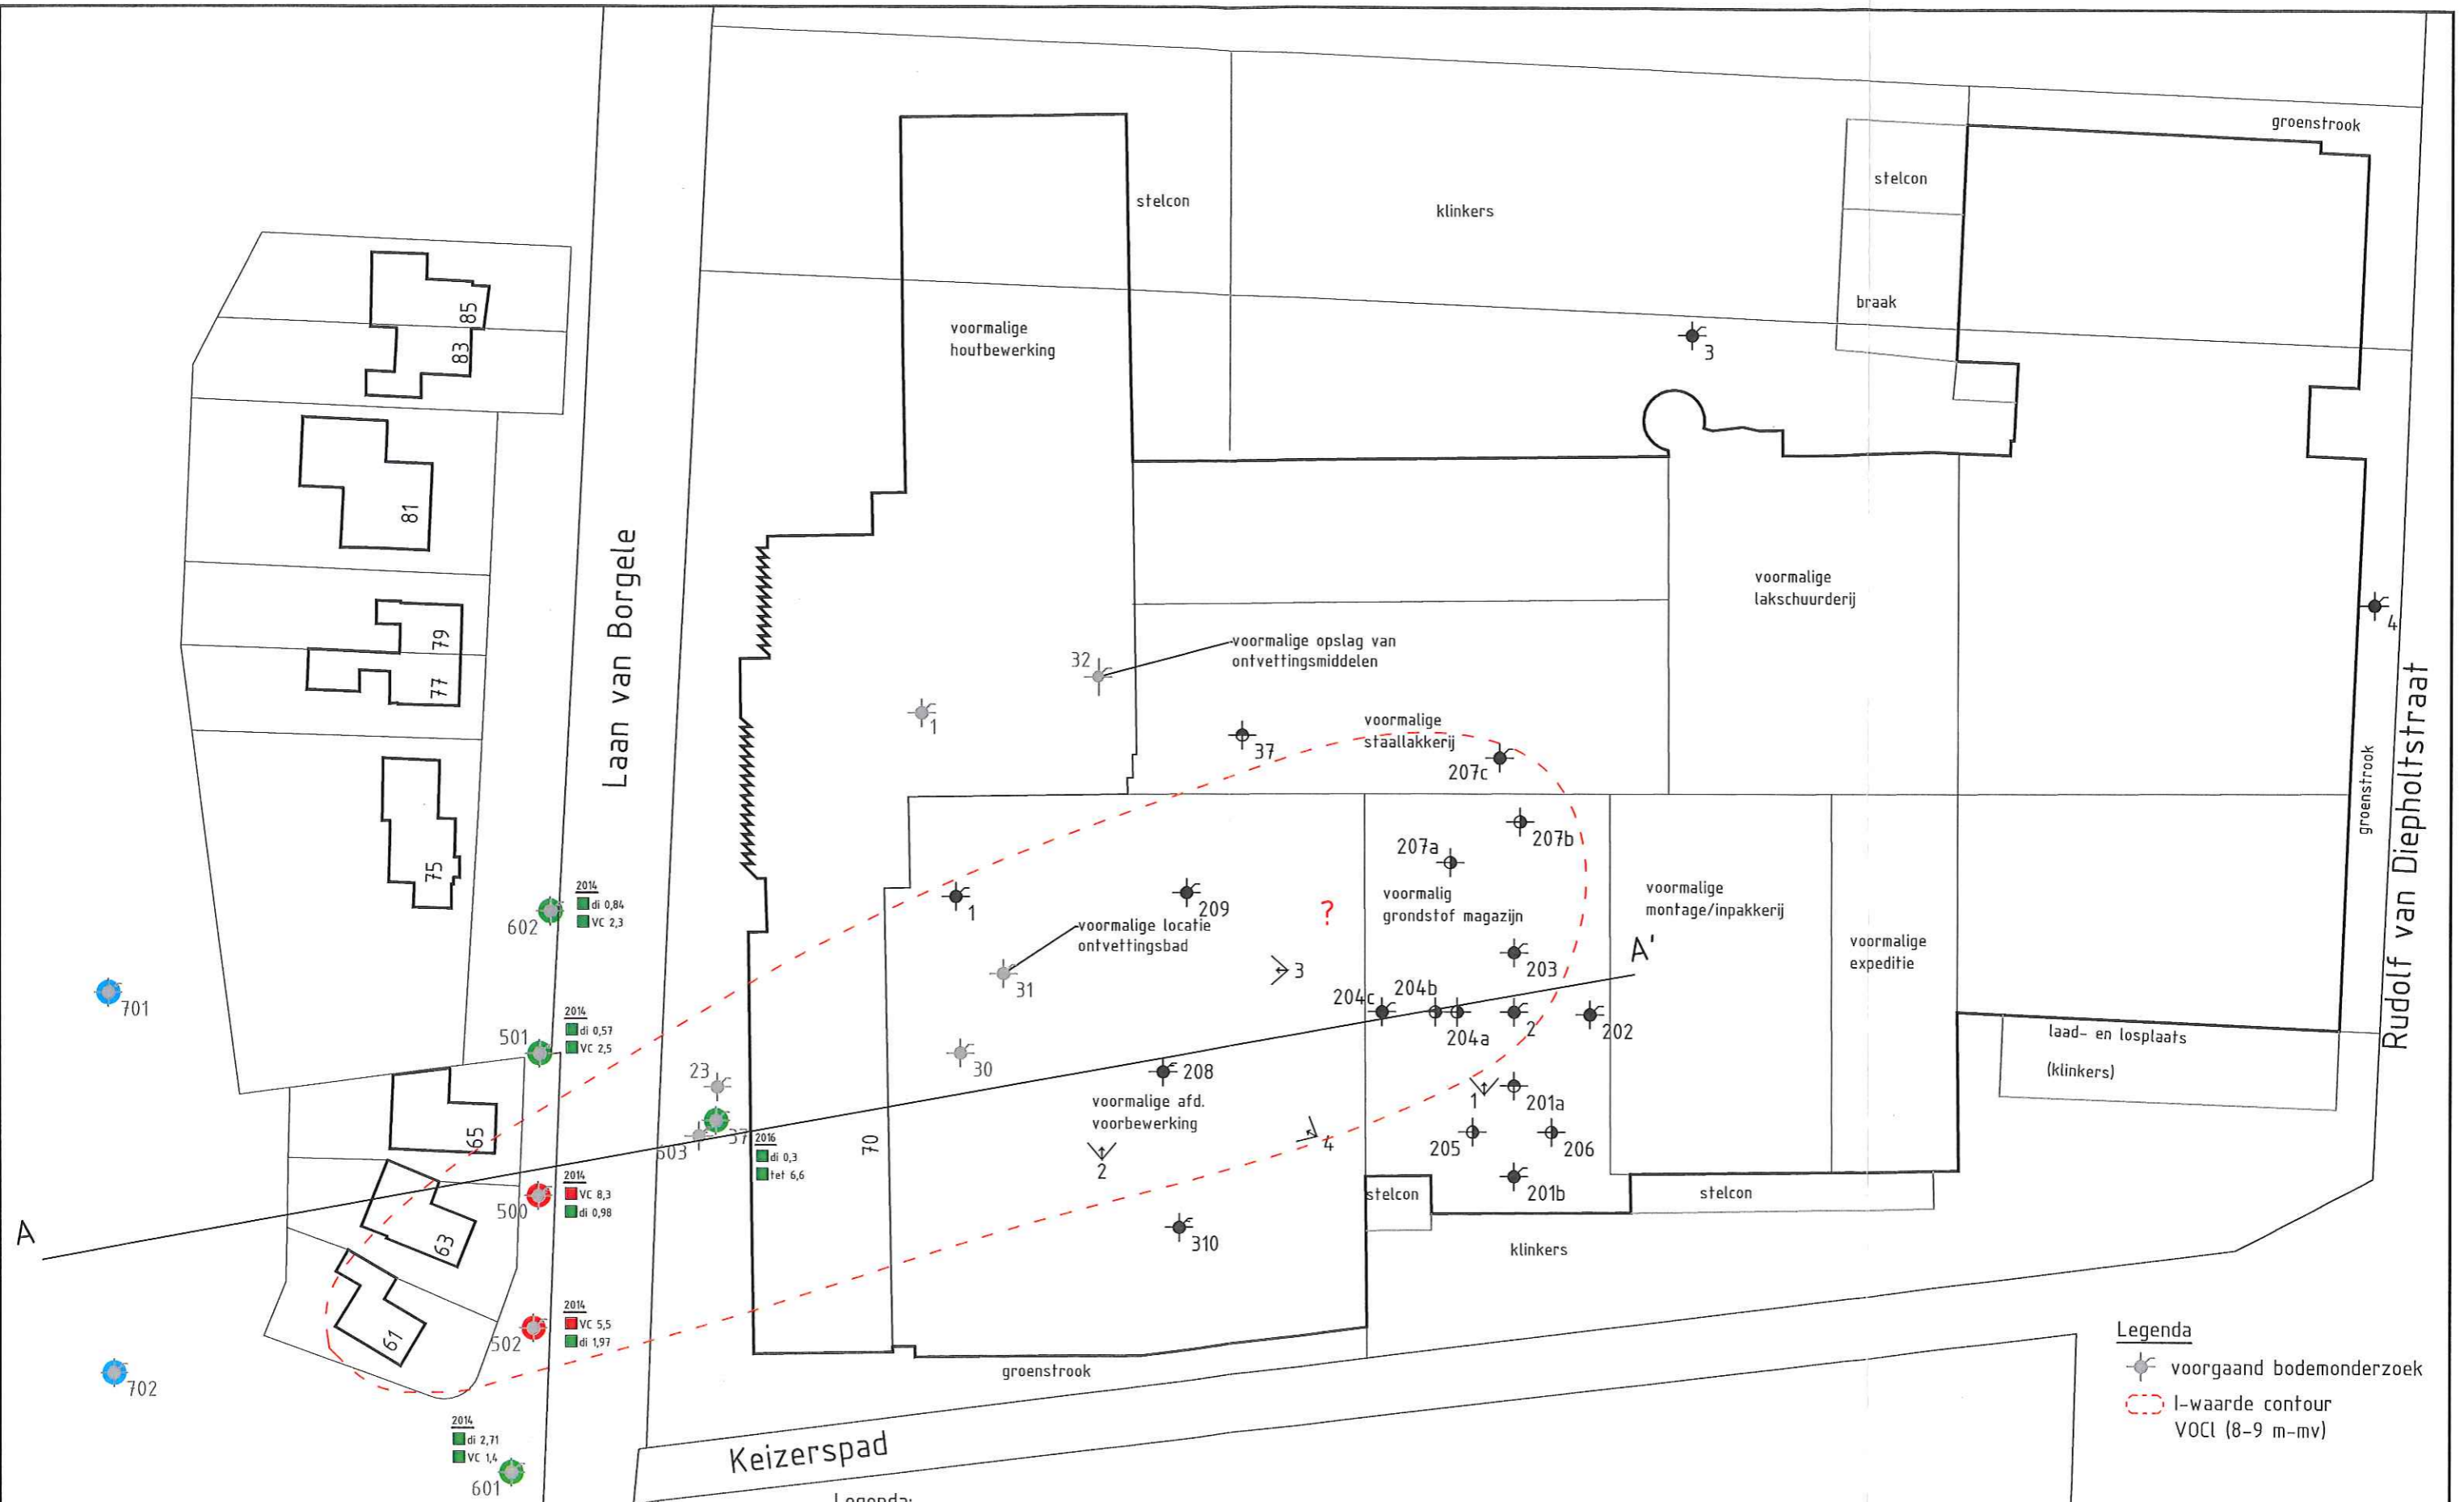 groenstrook
stelcon
stelcon
klinkers
braak
voormalige
houtbewerking
85
83
3
81
Laan van Borgele
voormalige
lakschuurderij
4
79
77
voormalige opslag van
ontvettingsmiddelen
32
1
voormalige
staallakkerij
37
207c
groenstrook
Rudolf van Diepholtstraat
75
207b
207a
2014
di 0,84
VC 2,3
602
1
209
?
voormalig
grondstof magazijn
voormalige
montage/inpakkerij
voormalige
expeditie
voormalige locatie
ontvettingsbad
31
3
203
A'
701
204c
204b
204a
2
202
2014
di 0,57
VC 2,5
501
laad- en losplaats
(klinkers)
30
23
208
voormalige afd.
voorbewerking
1
201a
65
603
37
2016
di 0,3
tet 6,6
70
2
4
205
206
2014
VC 8,3
di 0,98
500
201b
stelcon
stelcon
A
63
310
klinkers
2014
VC 5,5
di 1,97
502
61
702
groenstrook
Legenda
voorgaand bodemonderzoek
I-waarde contour
VOCl (8-9 m-mv)
2014
di 2,71
VC 1,4
601
Keizerspad
Legenda: